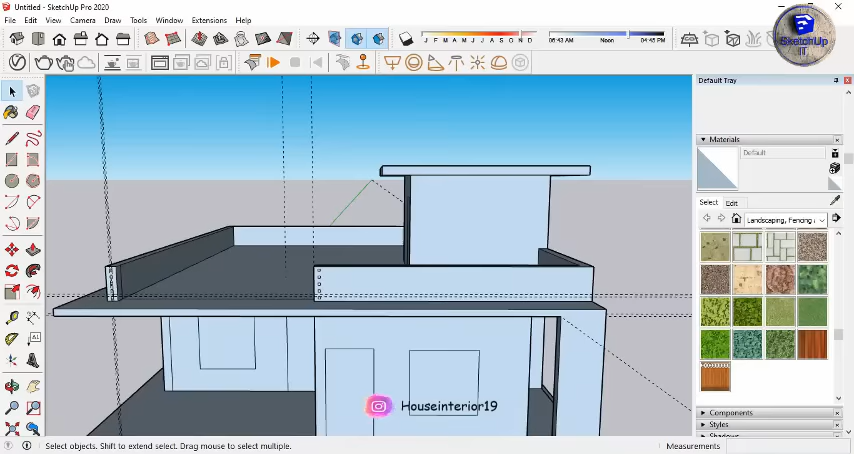 Untitled - SketchUp Pro 2020
File Edit View Camera Draw Tools Window Extensions Help
J F M A M J J A S O N D
06:43 AM Noon 04:45 PM
SketchUp
IT
Default Tray
Materials
Default
Select Edit
Landscaping, Fencing
A1
Houseinterior19
Components
Styles
Select objects. Shift to extend select. Drag mouse to select multiple.
Measurements